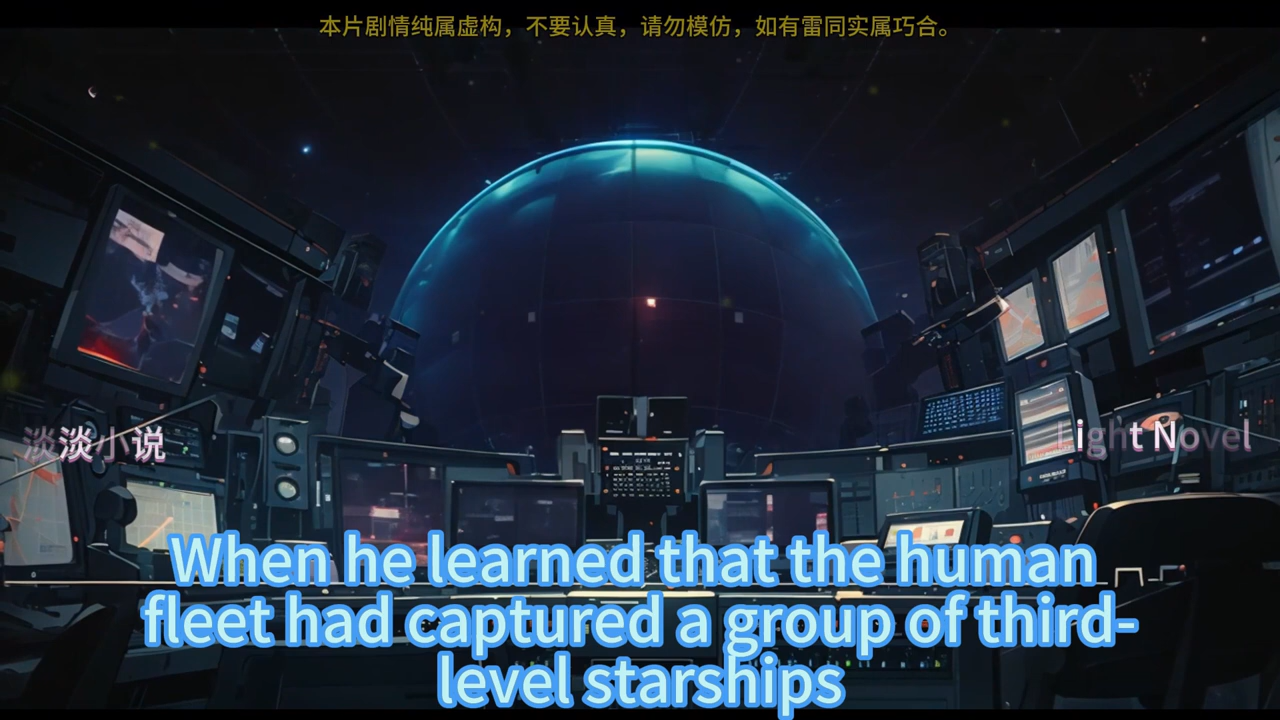 本片剧情纯属虚构，不要认真，请勿模仿，如有雷同实属巧合。
淡淡小说
Light Novel
When he learned that the human
fleet had captured a group of third-
level starships